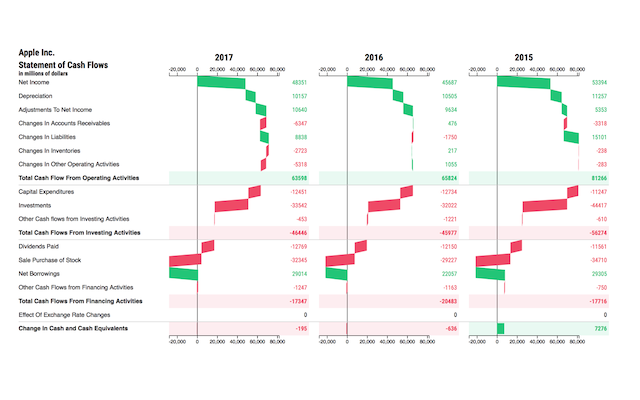 Apple Inc.
Statement of Cash Flows
in millions of dollars
2017 2016 2015
-20,000 0 20,000 40,000 60,000 80,000 -20,000 0 20,000 40,000 60,000 80,000 -20,000 0 20,000 40,000 60,000 80,000
Net Income 48351 45687 53394
Depreciation 10157 10505 11257
Adjustments To Net Income 10640 9634 5353
Changes In Accounts Receivables -6347 476 -3318
Changes In Liabilities 8838 -1750 15101
Changes In Inventories -2723 217 -238
Changes In Other Operating Activities -5318 1055 -283
Total Cash Flow From Operating Activities 63598 65824 81266
Capital Expenditures -12451 -12734 -11247
Investments -33542 -32022 -44417
Other Cash flows from Investing Activities -453 -1221 -610
Total Cash Flows From Investing Activities -46446 -45977 -56274
Dividends Paid -12769 -12150 -11561
Sale Purchase of Stock -32345 -29227 -34710
Net Borrowings 29014 22057 29305
Other Cash Flows from Financing Activities -1247 -1163 -750
Total Cash Flows From Financing Activities -17347 -20483 -17716
Effect Of Exchange Rate Changes 0 0 0
Change In Cash and Cash Equivalents -195 -636 7276
-20,000 0 20,000 40,000 60,000 80,000 -20,000 0 20,000 40,000 60,000 80,000 -20,000 0 20,000 40,000 60,000 80,000